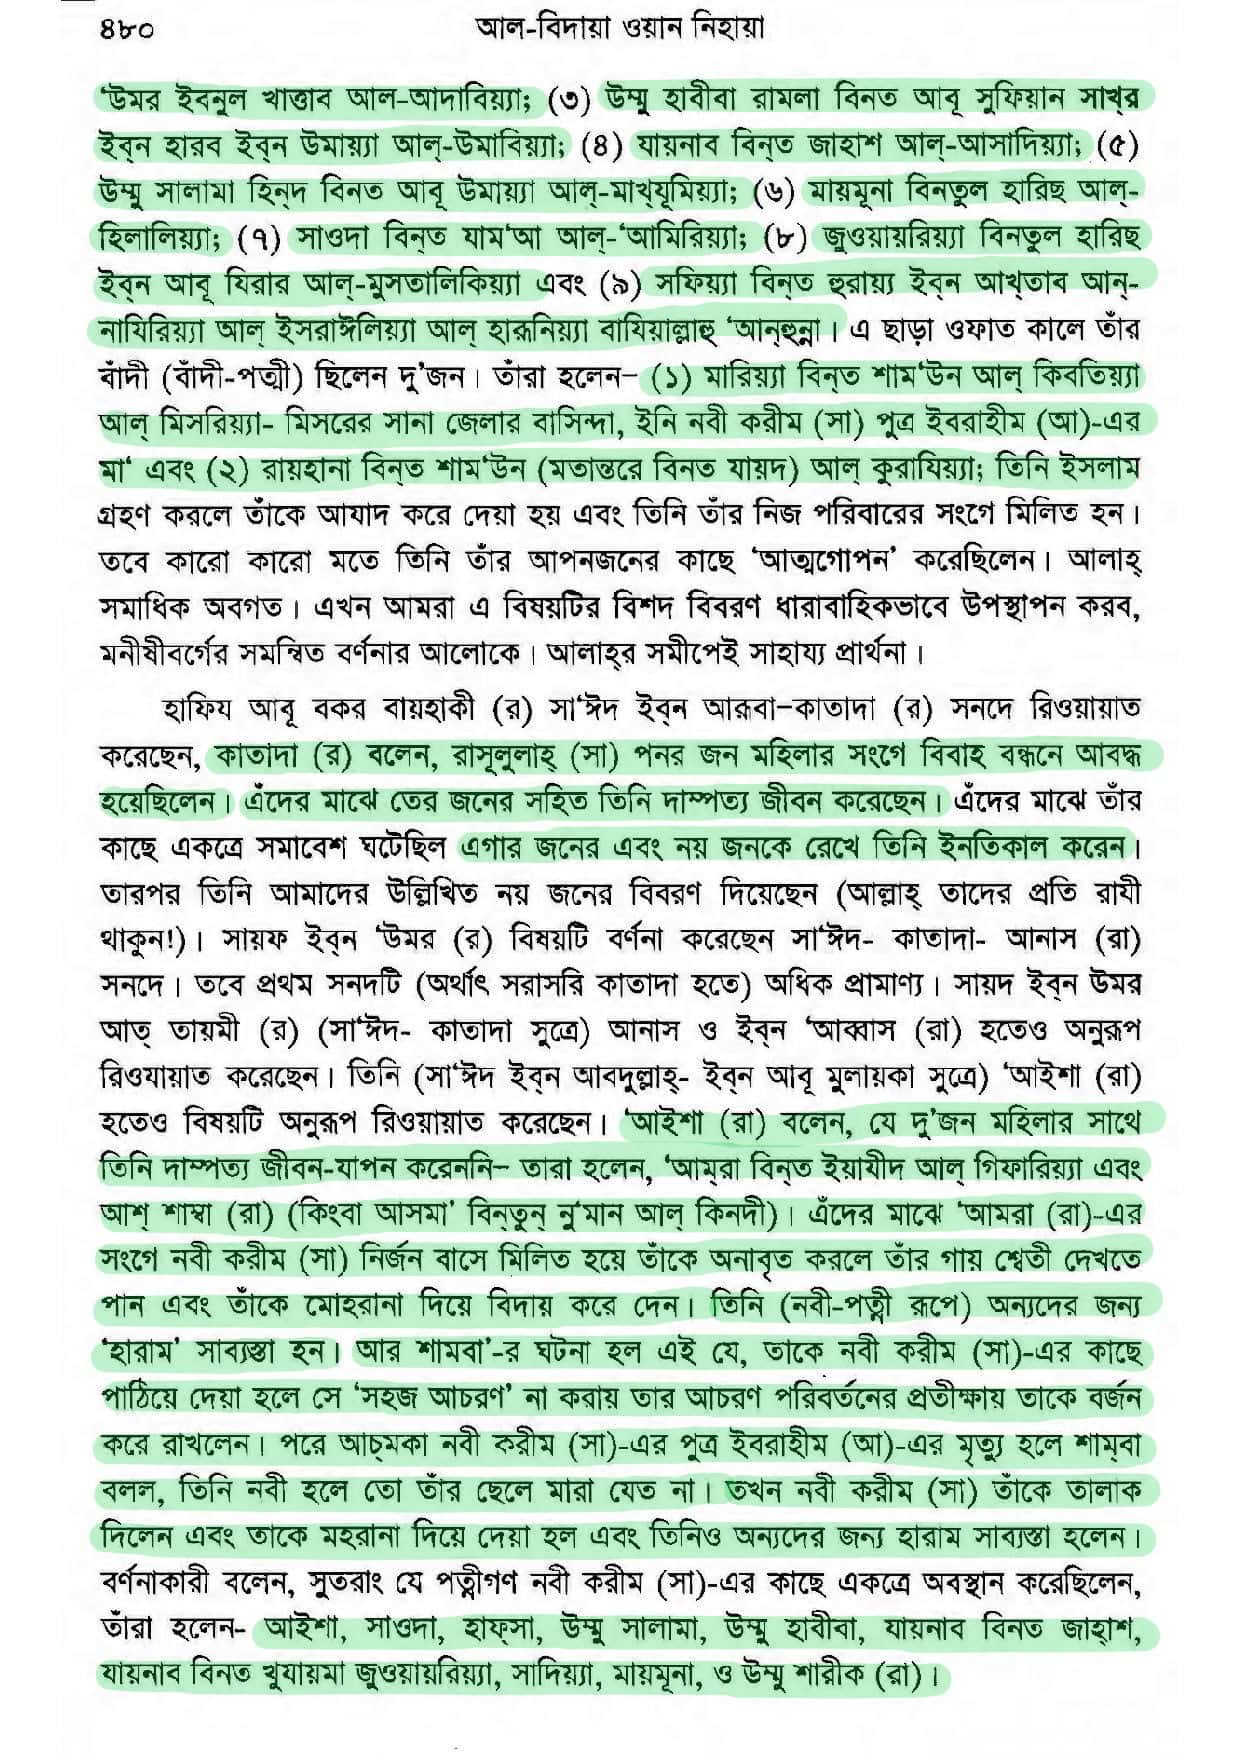 ৪৮০
আল-বিদায়া ওয়ান নিহায়া
‘উমর ইবনুল খাত্তাব আল-আদাবিয়্যা; (৩) উম্মু হাবীবা রামলা বিনত আবূ সুফিয়ান সাখ্‌র
ইব্‌ন হারব ইব্‌ন উমায়্যা আল্‌-উমাবিয়্যা; (৪) যায়নাব বিন্‌ত জাহাশ আল্‌-আসাদিয়্যা; (৫)
উম্মু সালামা হিন্‌দ বিনত আবূ উমায়্যা আল্‌-মাখ্‌যূমিয়্যা; (৬) মায়মূনা বিনতুল হারিছ আল্‌-
হিলালিয়্যা; (৭) সাওদা বিন্‌ত যাম‘আ আল্‌-‘আমিরিয়্যা; (৮) জুওয়ায়রিয়্যা বিনতুল হারিছ
ইব্‌ন আবূ যিরার আল্‌-মুসতালিকিয়্যা এবং (৯) সফিয়্যা বিন্‌ত হুরায়্য ইব্‌ন আখ্‌তাব আন্‌-
নাযিরিয়্যা আল্‌ ইসরাঈলিয়্যা আল্‌ হারূনিয়্যা বাযিয়াল্লাহু ‘আন্‌হুন্না। এ ছাড়া ওফাত কালে তাঁর
বাঁদী (বাঁদী-পত্মী) ছিলেন দু’জন। তাঁরা হলেন– (১) মারিয়্যা বিন্‌ত শাম‘উন আল্‌ কিবতিয়্যা
আল্‌ মিসরিয়্যা- মিসরের সানা জেলার বাসিন্দা, ইনি নবী করীম (সা) পুত্র ইবরাহীম (আ)-এর
মা‘ এবং (২) রায়হানা বিন্‌ত শাম‘উন (মতান্তরে বিনত যায়দ) আল্‌ কুরাযিয়্যা; তিনি ইসলাম
গ্রহণ করলে তাঁকে আযাদ করে দেয়া হয় এবং তিনি তাঁর নিজ পরিবারের সংগে মিলিত হন।
তবে কারো কারো মতে তিনি তাঁর আপনজনের কাছে ‘আত্মগোপন’ করেছিলেন। আলাহ্‌
সমাধিক অবগত। এখন আমরা এ বিষয়টির বিশদ বিবরণ ধারাবাহিকভাবে উপস্থাপন করব,
মনীষীবর্গের সমন্বিত বর্ণনার আলোকে। আলাহ্‌র সমীপেই সাহায্য প্রার্থনা।
হাফিয আবূ বকর বায়হাকী (র) সা‘ঈদ ইব্‌ন আরূবা–কাতাদা (র) সনদে রিওয়ায়াত
করেছেন, কাতাদা (র) বলেন, রাসূলুলাহ্‌ (সা) পনর জন মহিলার সংগে বিবাহ বন্ধনে আবদ্ধ
হয়েছিলেন। এঁদের মাঝে তের জনের সহিত তিনি দাম্পত্য জীবন করেছেন। এঁদের মাঝে তাঁর
কাছে একত্রে সমাবেশ ঘটেছিল এগার জনের এবং নয় জনকে রেখে তিনি ইনতিকাল করেন।
তারপর তিনি আমাদের উল্লিখিত নয় জনের বিবরণ দিয়েছেন (আল্লাহ্‌ তাদের প্রতি রাযী
থাকুন!)। সায়ফ ইব্‌ন ‘উমর (র) বিষয়টি বর্ণনা করেছেন সা‘ঈদ- কাতাদা- আনাস (রা)
সনদে। তবে প্রথম সনদটি (অর্থাৎ সরাসরি কাতাদা হতে) অধিক প্রামাণ্য। সায়দ ইব্‌ন উমর
আত্‌ তায়মী (র) (সা‘ঈদ- কাতাদা সুত্রে) আনাস ও ইব্‌ন ‘আব্বাস (রা) হতেও অনুরূপ
রিওযায়াত করেছেন। তিনি (সা‘ঈদ ইব্‌ন আবদুল্লাহ্‌- ইব্‌ন আবূ মুলায়কা সুত্রে) ‘আইশা (রা)
হতেও বিষয়টি অনুরূপ রিওয়ায়াত করেছেন। ‘আইশা (রা) বলেন, যে দু’জন মহিলার সাথে
তিনি দাম্পত্য জীবন-যাপন করেননি– তারা হলেন, ‘আম্‌রা বিন্‌ত ইয়াযীদ আল্‌ গিফারিয়্যা এবং
আশ্‌ শাম্বা (রা) (কিংবা আসমা’ বিন্‌তুন্‌ নু‘মান আল্‌ কিনদী)। এঁদের মাঝে ‘আমরা (রা)-এর
সংগে নবী করীম (সা) নির্জন বাসে মিলিত হয়ে তাঁকে অনাবৃত করলে তাঁর গায় শ্বেতী দেখতে
পান এবং তাঁকে মোহরানা দিয়ে বিদায় করে দেন। তিনি (নবী-পত্নী রূপে) অন্যদের জন্য
‘হারাম’ সাব্যস্তা হন। আর শামবা’-র ঘটনা হল এই যে, তাকে নবী করীম (সা)-এর কাছে
পাঠিয়ে দেয়া হলে সে ‘সহজ আচরণ’ না করায় তার আচরণ পরিবর্তনের প্রতীক্ষায় তাকে বর্জন
করে রাখলেন। পরে আচ্‌মকা নবী করীম (সা)-এর পুত্র ইবরাহীম (আ)-এর মৃত্যু হলে শাম্‌বা
বলল, তিনি নবী হলে তো তাঁর ছেলে মারা যেত না। তখন নবী করীম (সা) তাঁকে তালাক
দিলেন এবং তাকে মহরানা দিয়ে দেয়া হল এবং তিনিও অন্যদের জন্য হারাম সাব্যস্তা হলেন।
বর্ণনাকারী বলেন, সুতরাং যে পত্নীগণ নবী করীম (সা)-এর কাছে একত্রে অবস্থান করেছিলেন,
তাঁরা হলেন- আইশা, সাওদা, হাফ্‌সা, উম্মু সালামা, উম্মু হাবীবা, যায়নাব বিনত জাহাশ,
যায়নাব বিনত খুযায়মা জুওয়ায়রিয়্যা, সাদিয়্যা, মায়মূনা, ও উম্মু শারীক (রা)।